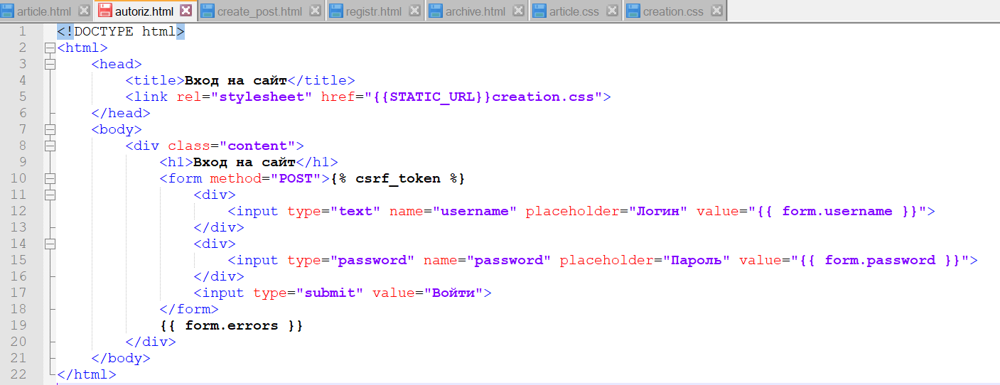 article.html autoriz.html create_post.html registr.html archive.html article.css creation.css
1 <!DOCTYPE html>
2 <html>
3 <head>
4 <title>Вход на сайт</title>
5 <link rel="stylesheet" href="{{STATIC_URL}}creation.css">
6 </head>
7 <body>
8 <div class="content">
9 <h1>Вход на сайт</h1>
10 <form method="POST">{% csrf_token %}
11 <div>
12 <input type="text" name="username" placeholder="Логин" value="{{ form.username }}">
13 </div>
14 <div>
15 <input type="password" name="password" placeholder="Пароль" value="{{ form.password }}">
16 </div>
17 <input type="submit" value="Войти">
18 </form>
19 {{ form.errors }}
20 </div>
21 </body>
22 </html>